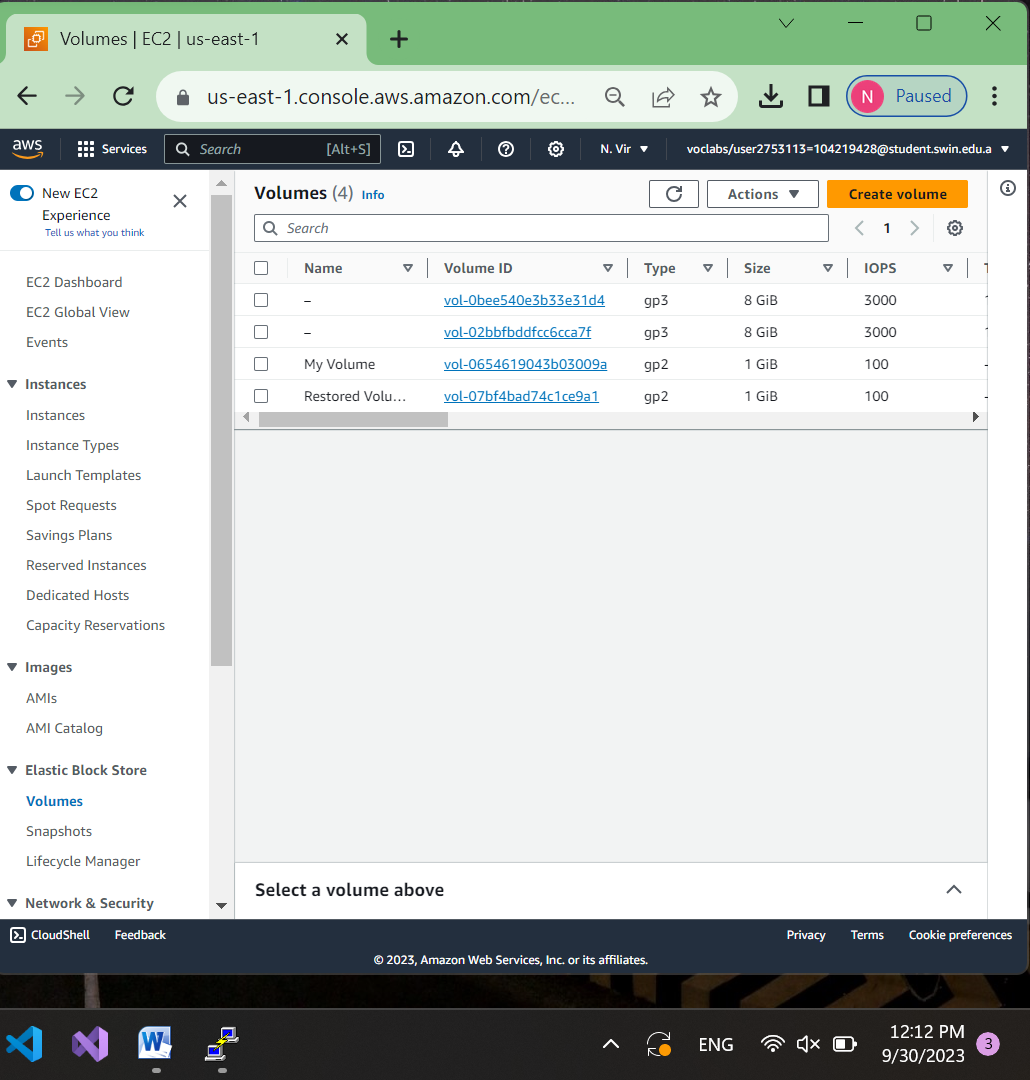 Volumes | EC2 | us-east-1
us-east-1.console.aws.amazon.com/ec...
N Paused
aws Services Search [Alt+S] N. Vir voclabs/user2753113=104219428@student.swin.edu.a
New EC2
Experience
Tell us what you think
EC2 Dashboard
EC2 Global View
Events
Instances
Instances
Instance Types
Launch Templates
Spot Requests
Savings Plans
Reserved Instances
Dedicated Hosts
Capacity Reservations
Images
AMIs
AMI Catalog
Elastic Block Store
Volumes
Snapshots
Lifecycle Manager
Network & Security
Volumes (4) Info Actions Create volume
Search 1
Name Volume ID Type Size IOPS
– vol-0bee540e3b33e31d4 gp3 8 GiB 3000
– vol-02bbfbddfcc6cca7f gp3 8 GiB 3000
My Volume vol-0654619043b03009a gp2 1 GiB 100
Restored Volu... vol-07bf4bad74c1ce9a1 gp2 1 GiB 100
Select a volume above
CloudShell Feedback Privacy Terms Cookie preferences
© 2023, Amazon Web Services, Inc. or its affiliates.
W ENG 12:12 PM
9/30/2023 3